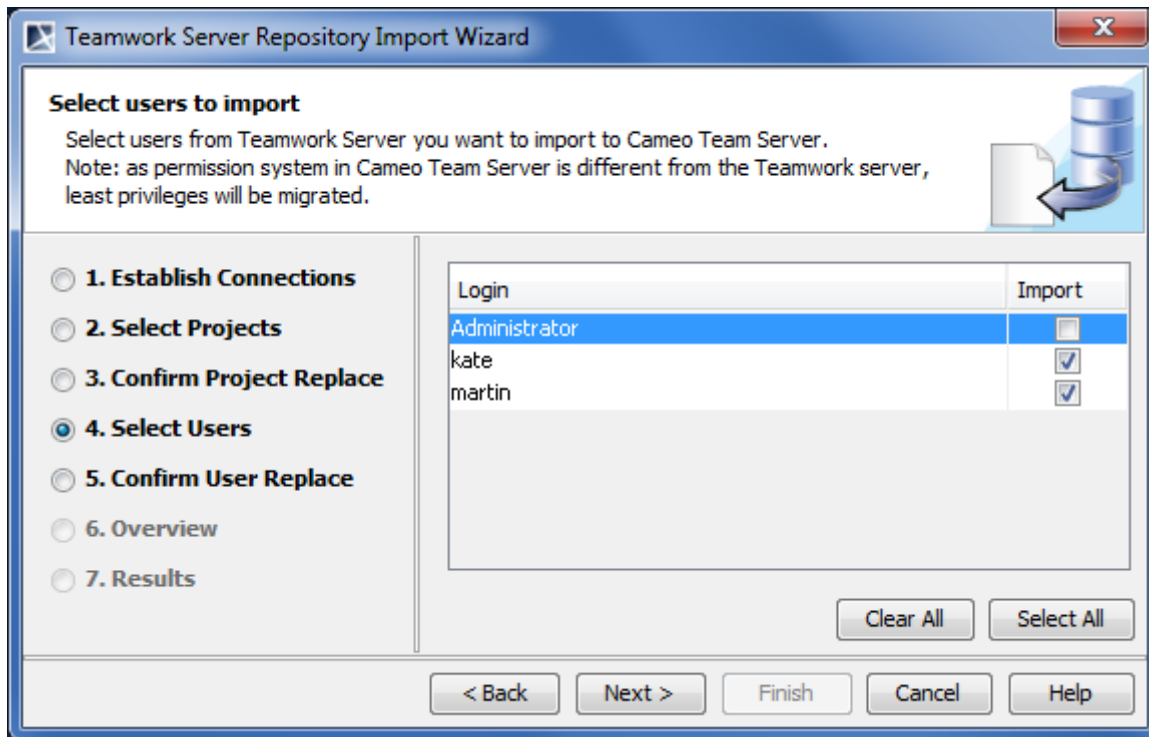 Teamwork Server Repository Import Wizard
Select users to import
Select users from Teamwork Server you want to import to Cameo Team Server.
Note: as permission system in Cameo Team Server is different from the Teamwork server,
least privileges will be migrated.
1. Establish Connections
2. Select Projects
3. Confirm Project Replace
4. Select Users
5. Confirm User Replace
6. Overview
7. Results
Login Import
Administrator
kate
martin
Clear All Select All
< Back Next > Finish Cancel Help